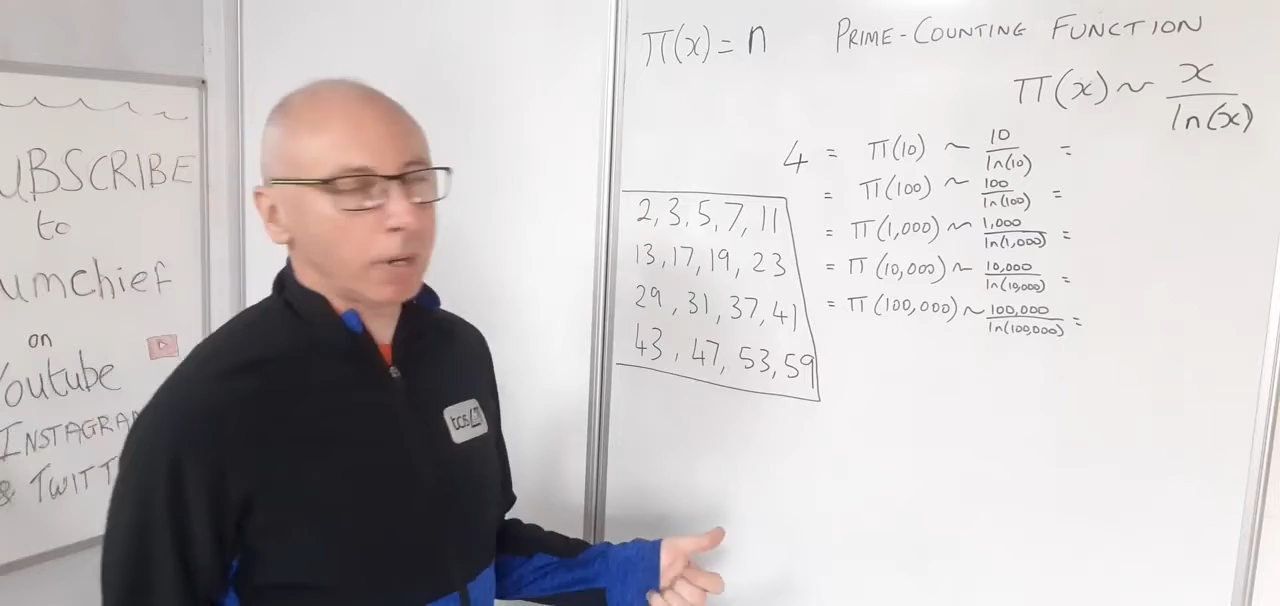 UBSCRIBE
to
umchief
on
Youtube
INSTAGRA
& TWITT
π(x) = n
PRIME-COUNTING FUNCTION
π(x) ~ x/ln(x)
4 = π(10) ~ 10/ln(10) =
= π(100) ~ 100/ln(100) =
= π(1,000) ~ 1,000/ln(1,000) =
= π(10,000) ~ 10,000/ln(10,000) =
= π(100,000) ~ 100,000/ln(100,000) =
2, 3, 5, 7, 11
13, 17, 19, 23
29, 31, 37, 41
43, 47, 53, 59